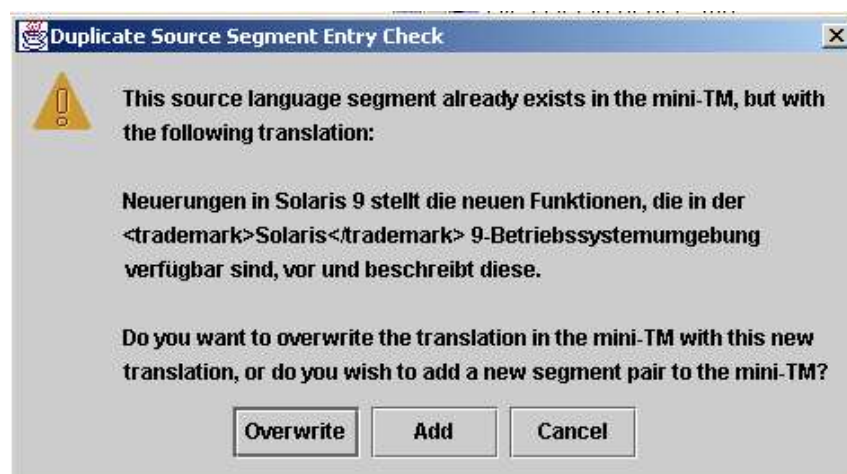 Duplicate Source Segment Entry Check
This source language segment already exists in the mini-TM, but with
the following translation:
Neuerungen in Solaris 9 stellt die neuen Funktionen, die in der
<trademark>Solaris</trademark> 9-Betriebssystemumgebung
verfügbar sind, vor und beschreibt diese.
Do you want to overwrite the translation in the mini-TM with this new
translation, or do you wish to add a new segment pair to the mini-TM?
Overwrite Add Cancel